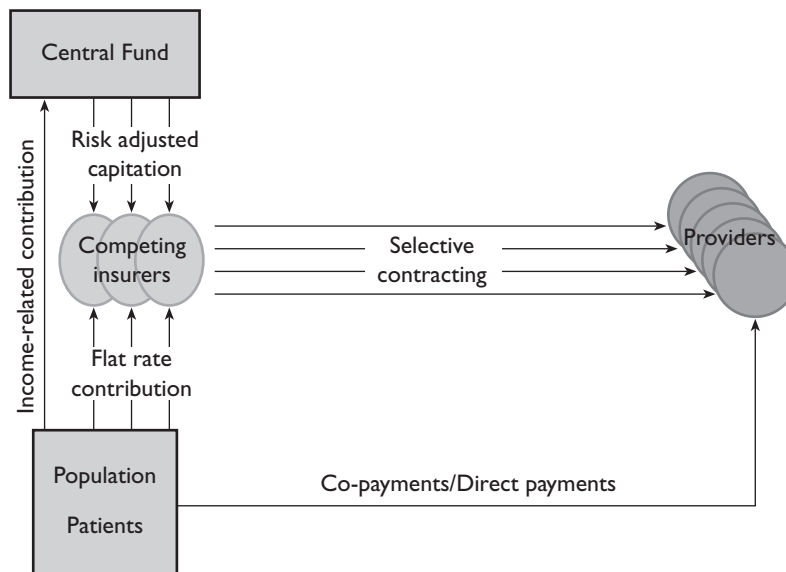 Central Fund
Risk adjusted
capitation
Income-related contribution
Competing
insurers
Selective
contracting
Providers
Flat rate
contribution
Population
Patients
Co-payments/Direct payments